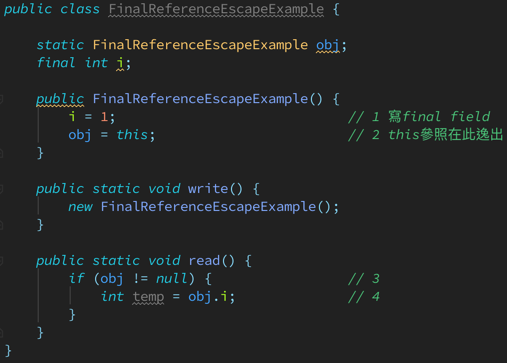 public class FinalReferenceEscapeExample {
static FinalReferenceEscapeExample obj;
final int i;
public FinalReferenceEscapeExample() {
i = 1; // 1 寫final field
obj = this; // 2 this參照在此逸出
}
public static void write() {
new FinalReferenceEscapeExample();
}
public static void read() {
if (obj != null) { // 3
int temp = obj.i; // 4
}
}
}